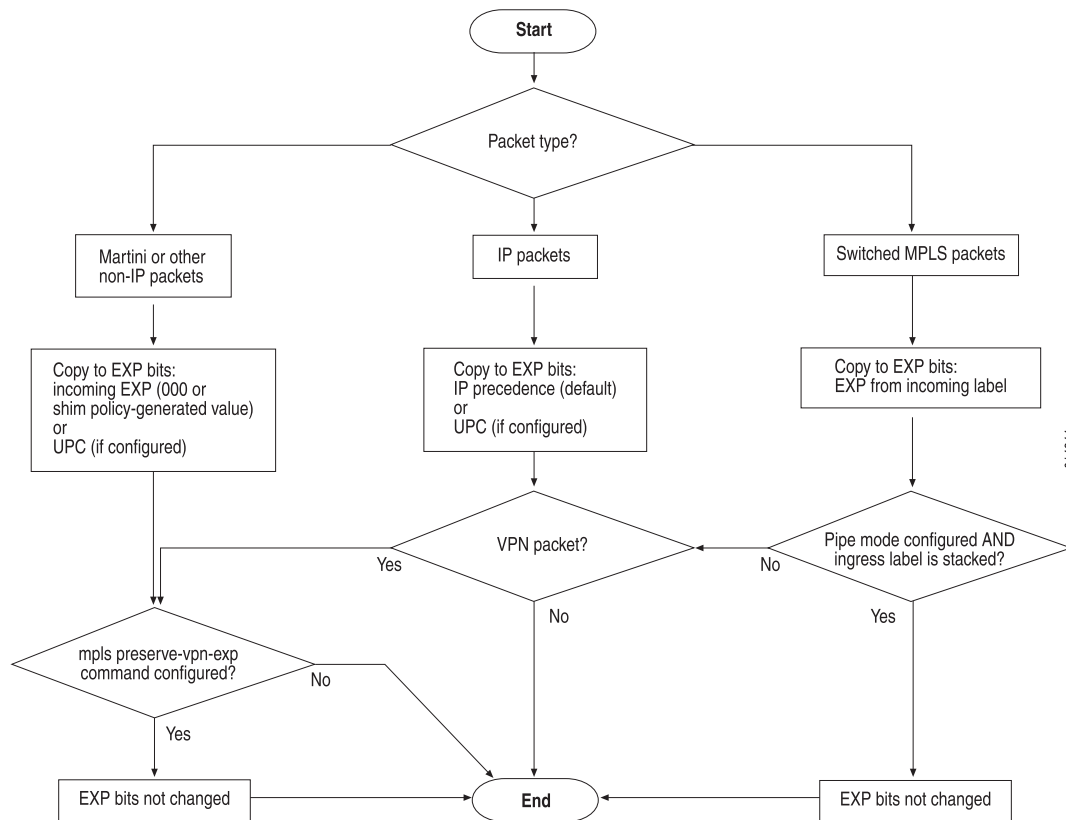 Start
Packet type?
Martini or other
non-IP packets
IP packets
Switched MPLS packets
Copy to EXP bits:
incoming EXP (000 or
shim policy-generated value)
or
UPC (if configured)
Copy to EXP bits:
IP precedence (default)
or
UPC (if configured)
Copy to EXP bits:
EXP from incoming label
VPN packet?
Yes
No
Pipe mode configured AND
ingress label is stacked?
No
Yes
mpls preserve-vpn-exp
command configured?
No
Yes
EXP bits not changed
End
EXP bits not changed